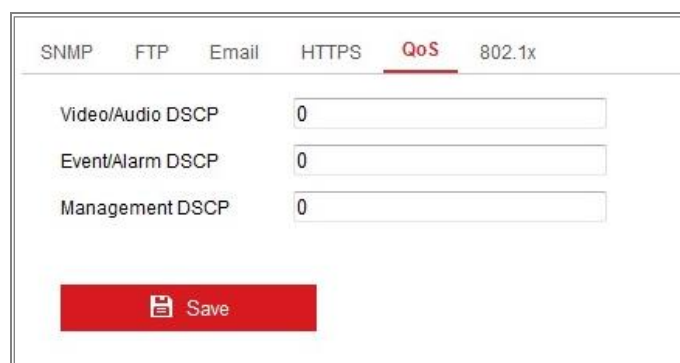 SNMP FTP Email HTTPS QoS 802.1x
Video/Audio DSCP 0
Event/Alarm DSCP 0
Management DSCP 0
Save